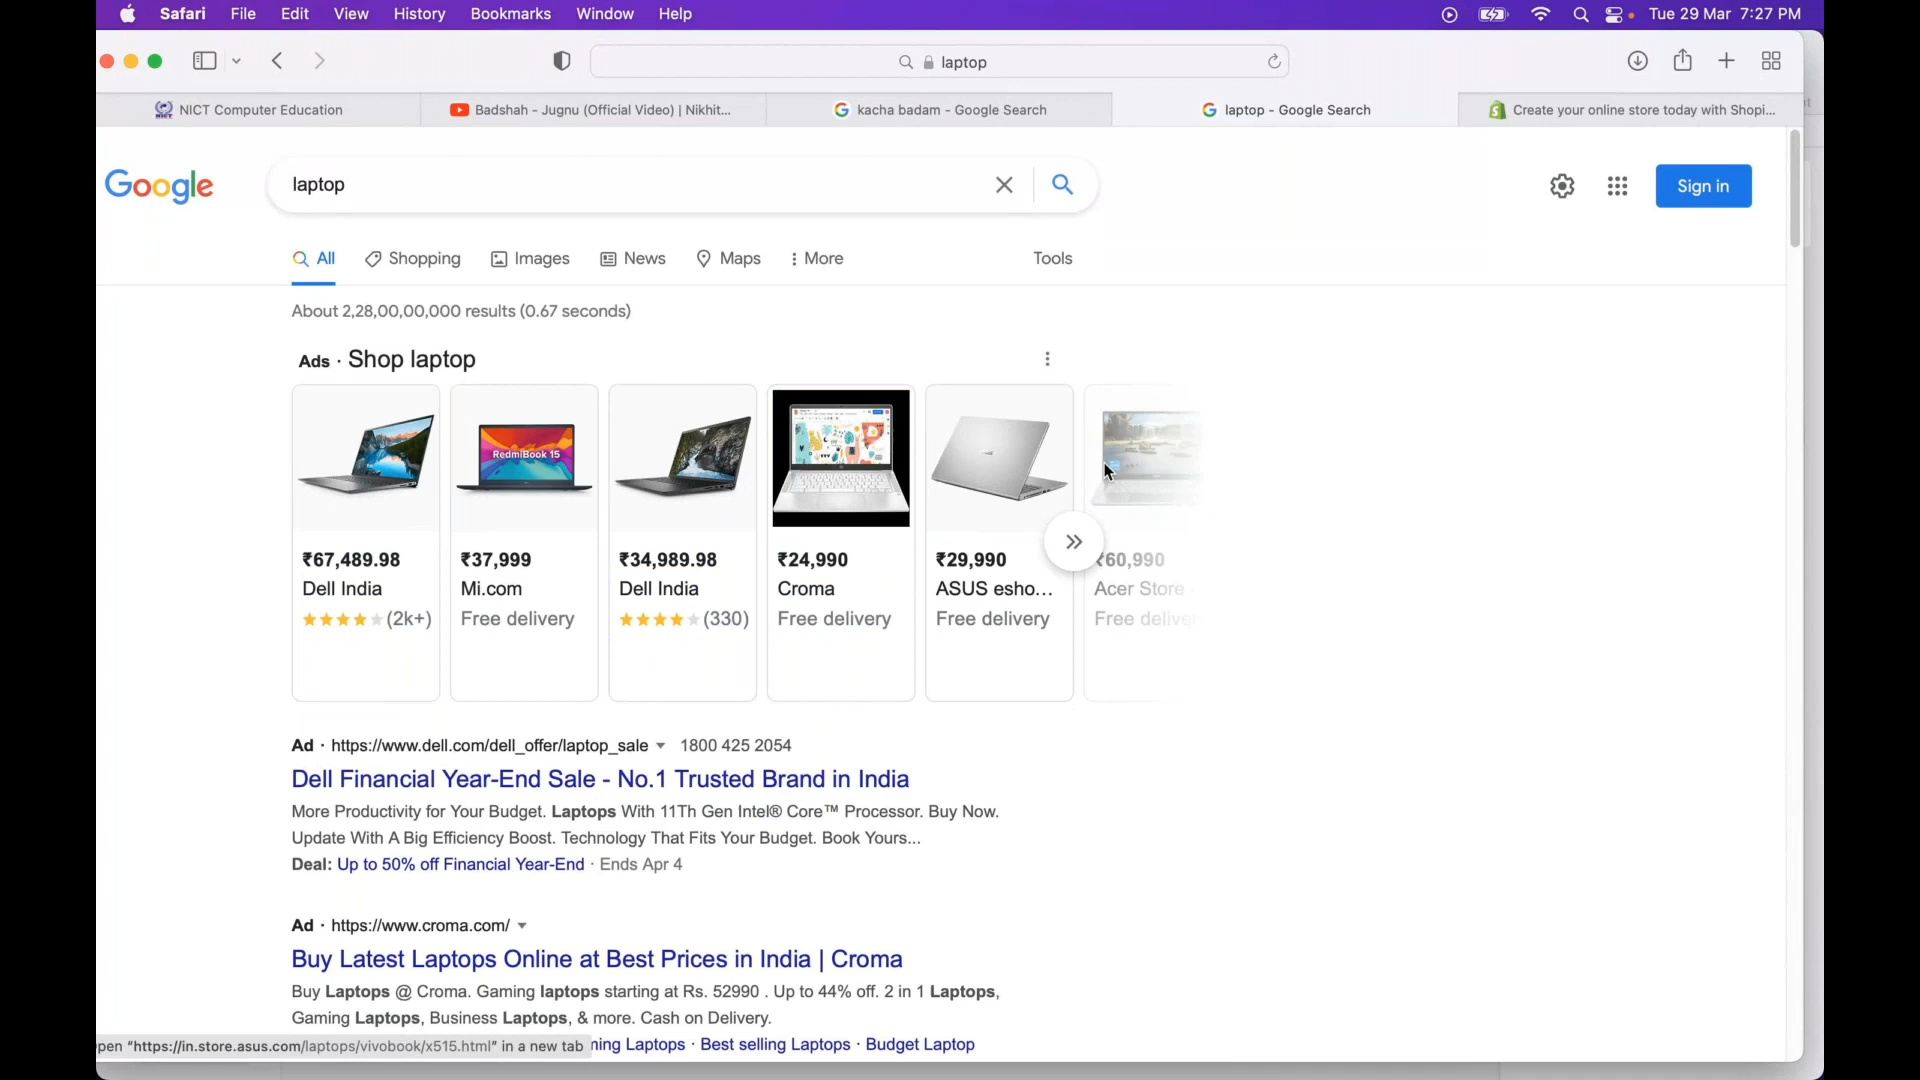 Safari File Edit View History Bookmarks Window Help Tue 29 Mar 7:27 PM
laptop
NICT Computer Education
Badshah - Jugnu (Official Video) | Nikhit...
kacha badam - Google Search
laptop - Google Search
Create your online store today with Shopi...
Google
laptop
Sign in
All Shopping Images News Maps More Tools
About 2,28,00,00,000 results (0.67 seconds)
Ads · Shop laptop
RedmiBook 15
₹67,489.98
Dell India
(2k+)
₹37,999
Mi.com
Free delivery
₹34,989.98
Dell India
(330)
₹24,990
Croma
Free delivery
₹29,990
ASUS esho...
Free delivery
₹60,990
Acer Store
Free deliver
Ad · https://www.dell.com/dell_offer/laptop_sale 1800 425 2054
Dell Financial Year-End Sale - No.1 Trusted Brand in India
More Productivity for Your Budget. Laptops With 11Th Gen Intel® Core™ Processor. Buy Now.
Update With A Big Efficiency Boost. Technology That Fits Your Budget. Book Yours...
Deal: Up to 50% off Financial Year-End · Ends Apr 4
Ad · https://www.croma.com/
Buy Latest Laptops Online at Best Prices in India | Croma
Buy Laptops @ Croma. Gaming laptops starting at Rs. 52990 . Up to 44% off. 2 in 1 Laptops,
Gaming Laptops, Business Laptops, & more. Cash on Delivery.
pen “https://in.store.asus.com/laptops/vivobook/x515.html” in a new tab
ning Laptops · Best selling Laptops · Budget Laptop